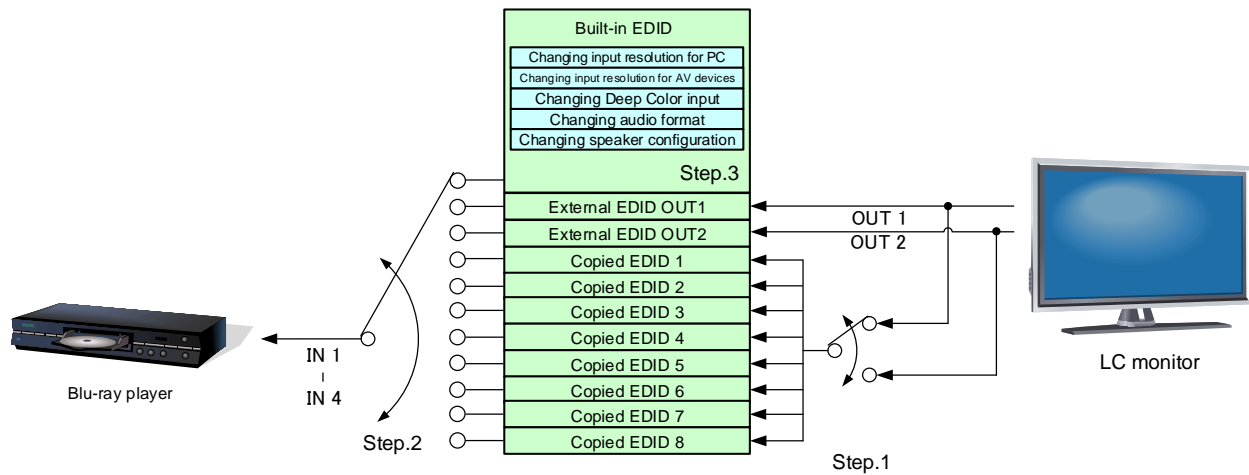 Built-in EDID
Changing input resolution for PC
Changing input resolution for AV devices
Changing Deep Color input
Changing audio format
Changing speaker configuration
Step.3
External EDID OUT1
External EDID OUT2
Copied EDID 1
Copied EDID 2
Copied EDID 3
Copied EDID 4
Copied EDID 5
Copied EDID 6
Copied EDID 7
Copied EDID 8
OUT 1
OUT 2
IN 1
|
IN 4
Blu-ray player
Step.2
Step.1
LC monitor